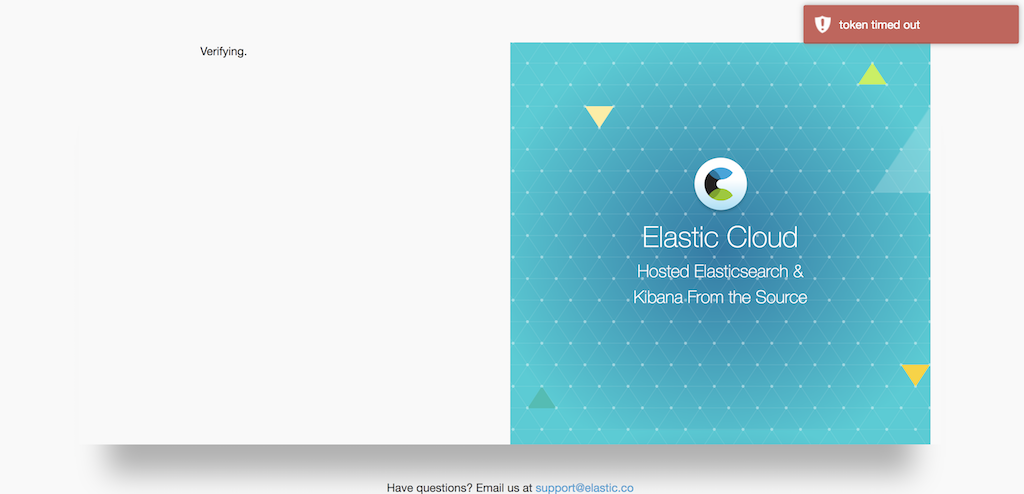 token timed out
Verifying.
Elastic Cloud
Hosted Elasticsearch &
Kibana From the Source
Have questions? Email us at support@elastic.co